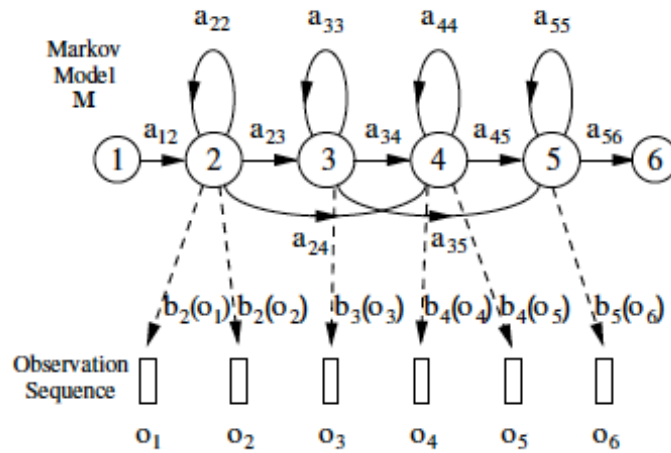 a22 a33 a44 a55
Markov
Model
M
a12 a23 a34 a45 a56
1 2 3 4 5 6
a24 a35
b2(o1) b2(o2) b3(o3) b4(o4) b4(o5) b5(o6)
Observation
Sequence
o1 o2 o3 o4 o5 o6